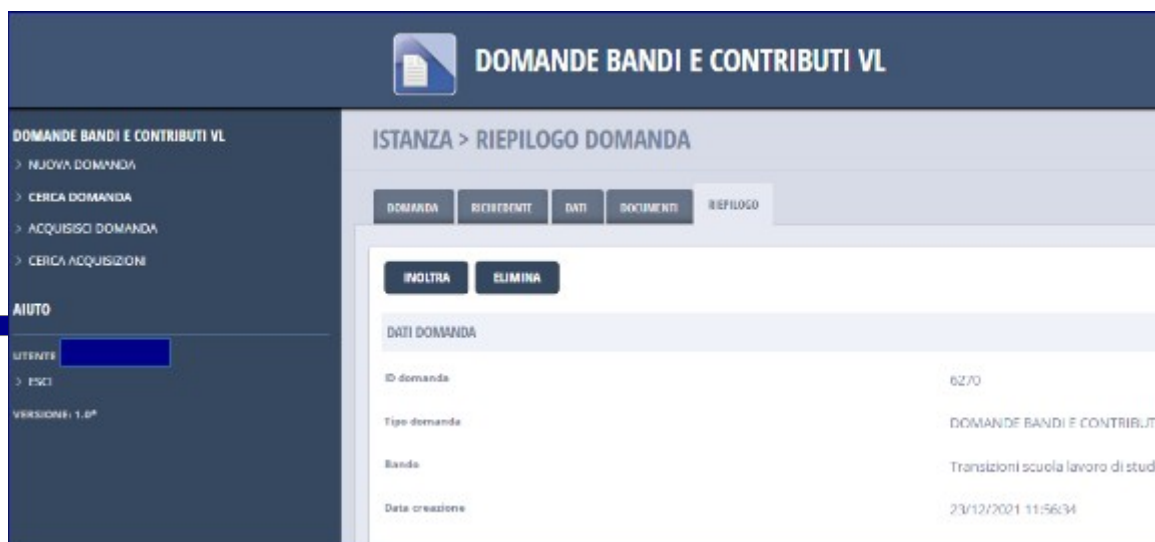 DOMANDE BANDI E CONTRIBUTI VL
DOMANDE BANDI E CONTRIBUTI VL
> NUOVA DOMANDA
> CERCA DOMANDA
> ACQUISISCI DOMANDA
> CERCA ACQUISIZIONI
AIUTO
UTENTE
> ESCI
VERSIONE: 1.0*
ISTANZA > RIEPILOGO DOMANDA
DOMANDA RICHIEDENTE DATI DOCUMENTI RIEPILOGO
INOLTRA ELIMINA
DATI DOMANDA
ID domanda 6270
Tipo domanda DOMANDE BANDI E CONTRIBUT
Bando Transizioni scuola lavoro di stud
Data creazione 23/12/2021 11:56:34